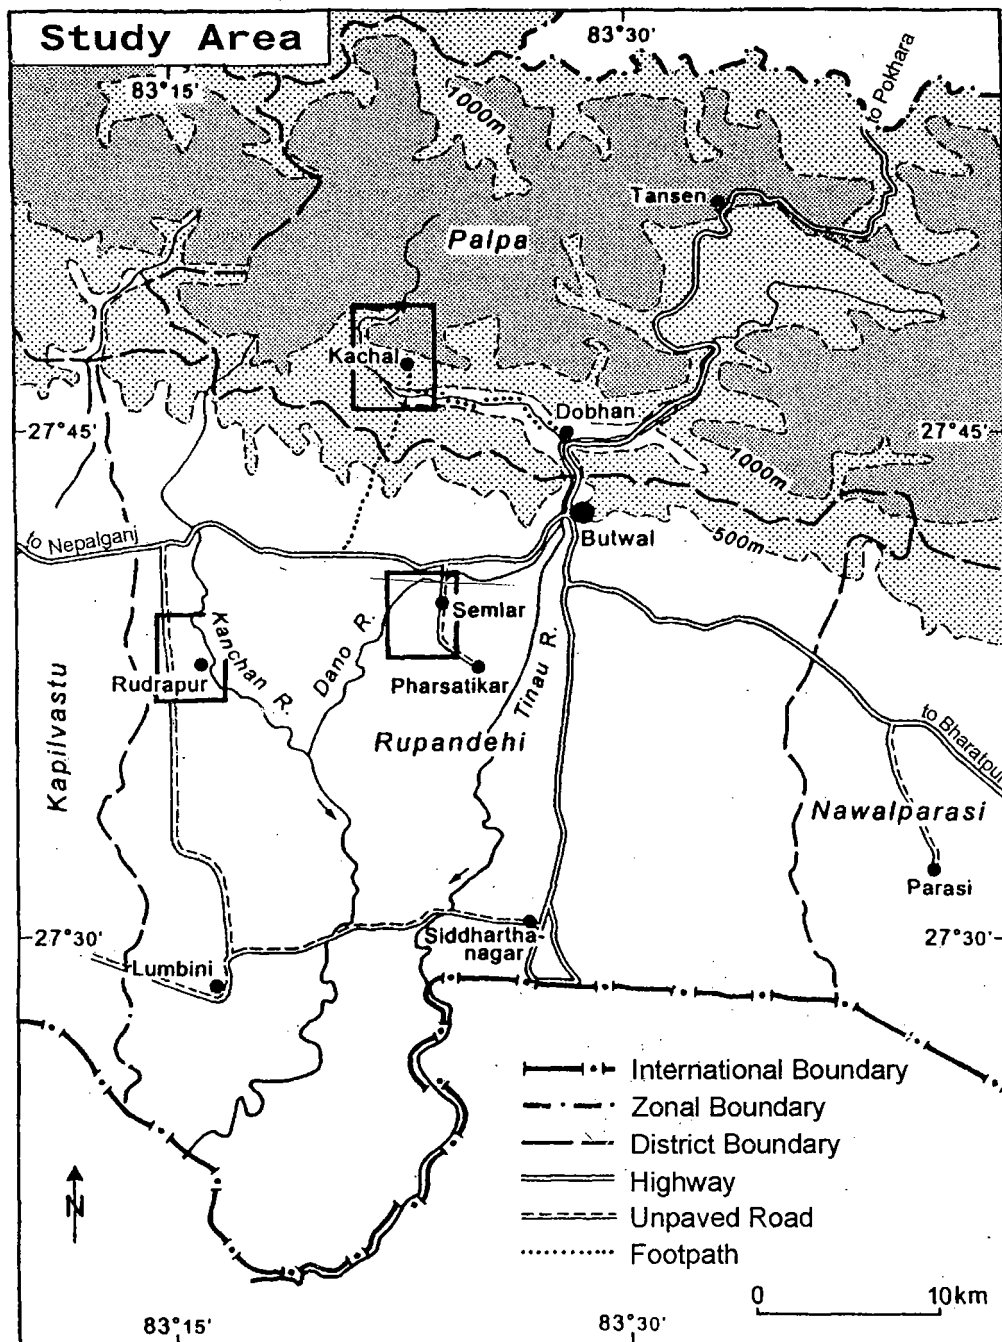 Study Area
83°30'
83°15'
1000m
to Pokhara
Tansen
Palpa
Kachal
Dobhan
27°45'
27°45'
1000m
Butwal
500m
to Nepalganj
Semlar
Kanchan R.
Dano R.
Tinau R.
Rudrapur
Pharsatikar
Kapilvastu
Rupandehi
to Bharatpur
Nawalparasi
Parasi
27°30'
Siddhartha-
nagar
27°30'
Lumbini
International Boundary
Zonal Boundary
District Boundary
Highway
N
Unpaved Road
Footpath
0 10km
83°15'
83°30'